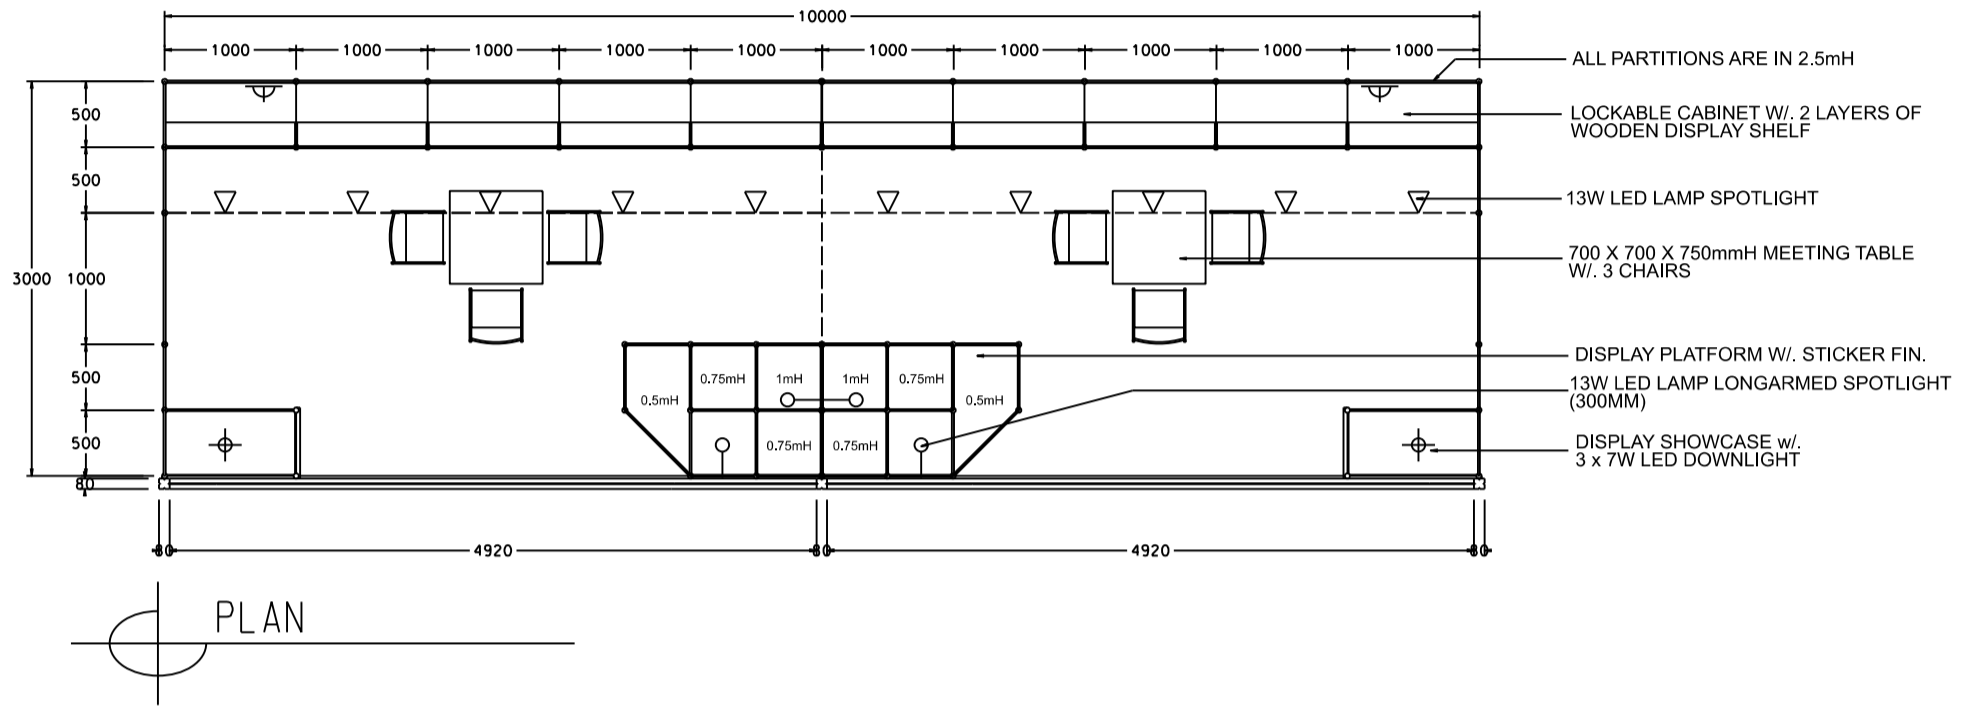 10000
1000 1000 1000 1000 1000 1000 1000 1000 1000 1000
ALL PARTITIONS ARE IN 2.5mH
500
LOCKABLE CABINET W/. 2 LAYERS OF
WOODEN DISPLAY SHELF
500
13W LED LAMP SPOTLIGHT
3000
1000
700 X 700 X 750mmH MEETING TABLE
W/. 3 CHAIRS
DISPLAY PLATFORM W/. STICKER FIN.
500
0.75mH 1mH 1mH 0.75mH
13W LED LAMP LONGARMED SPOTLIGHT
(300MM)
0.5mH 0.5mH
500
0.75mH 0.75mH
DISPLAY SHOWCASE w/.
3 x 7W LED DOWNLIGHT
80
80 4920 80 4920 80
PLAN